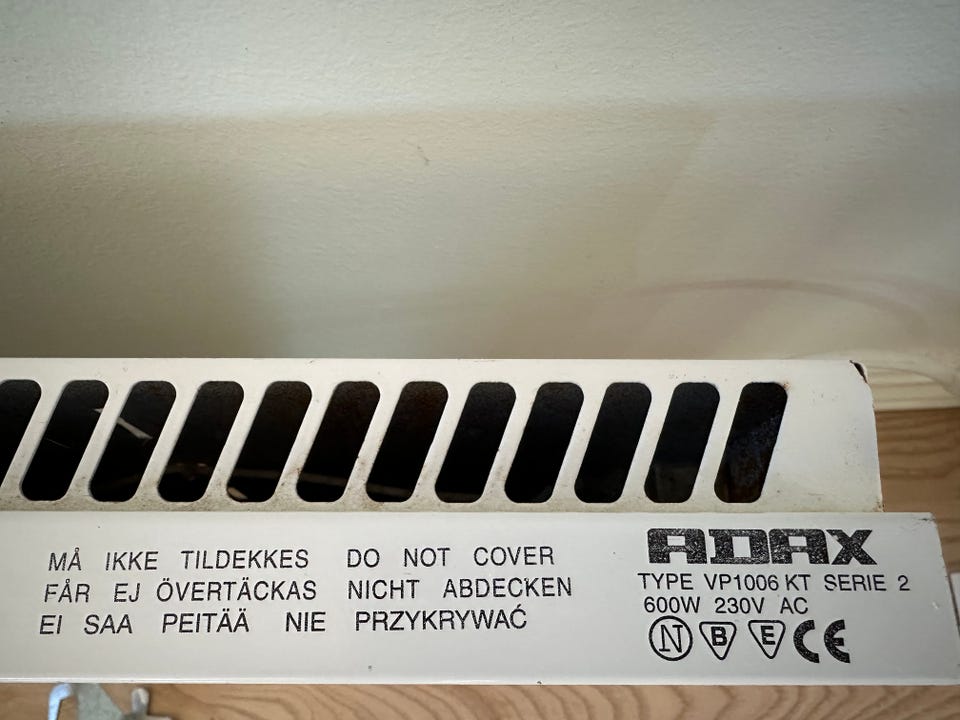 MÅ IKKE TILDEKKES DO NOT COVER
FÅR EJ ÖVERTÄCKAS NICHT ABDECKEN
EI SAA PEITÄÄ NIE PRZYKRYWAĆ
ADAX
TYPE VP1006 KT SERIE 2
600W 230V AC
N B E CE